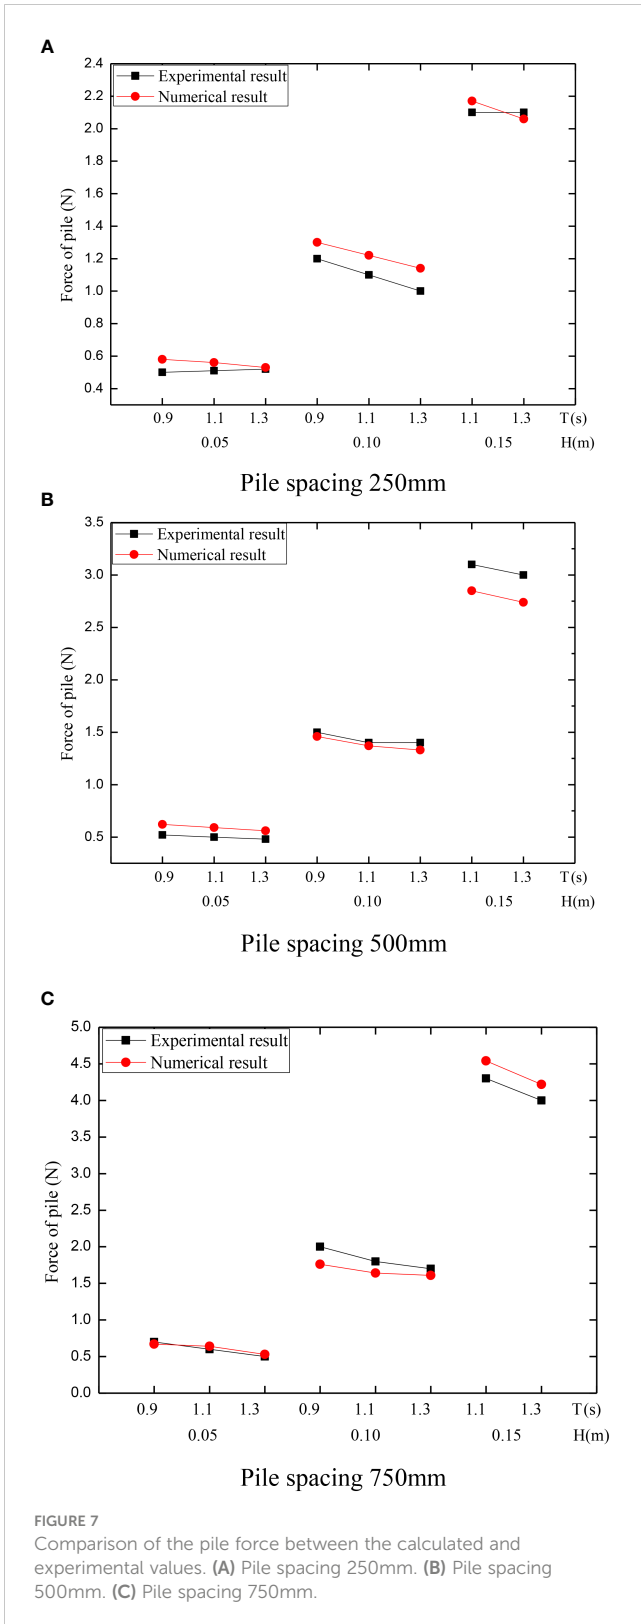 A
2.4
Experimental result
Numerical result
2.2
2.0
1.8
1.6
1.4
1.2
1.0
0.8
0.6
0.4
Force of pile (N)
0.9 1.1 1.3 0.9 1.1 1.3 1.1 1.3 T(s)
0.05 0.10 0.15 H(m)
Pile spacing 250mm
B
3.5
Experimental result
Numerical result
3.0
2.5
2.0
1.5
1.0
0.5
Force of pile (N)
0.9 1.1 1.3 0.9 1.1 1.3 1.1 1.3 T(s)
0.05 0.10 0.15 H(m)
Pile spacing 500mm
C
5.0
Experimental result
Numerical result
4.5
4.0
3.5
3.0
2.5
2.0
1.5
1.0
0.5
0.0
Force of pile (N)
0.9 1.1 1.3 0.9 1.1 1.3 1.1 1.3 T(s)
0.05 0.10 0.15 H(m)
Pile spacing 750mm
FIGURE 7
Comparison of the pile force between the calculated and
experimental values. (A) Pile spacing 250mm. (B) Pile spacing
500mm. (C) Pile spacing 750mm.